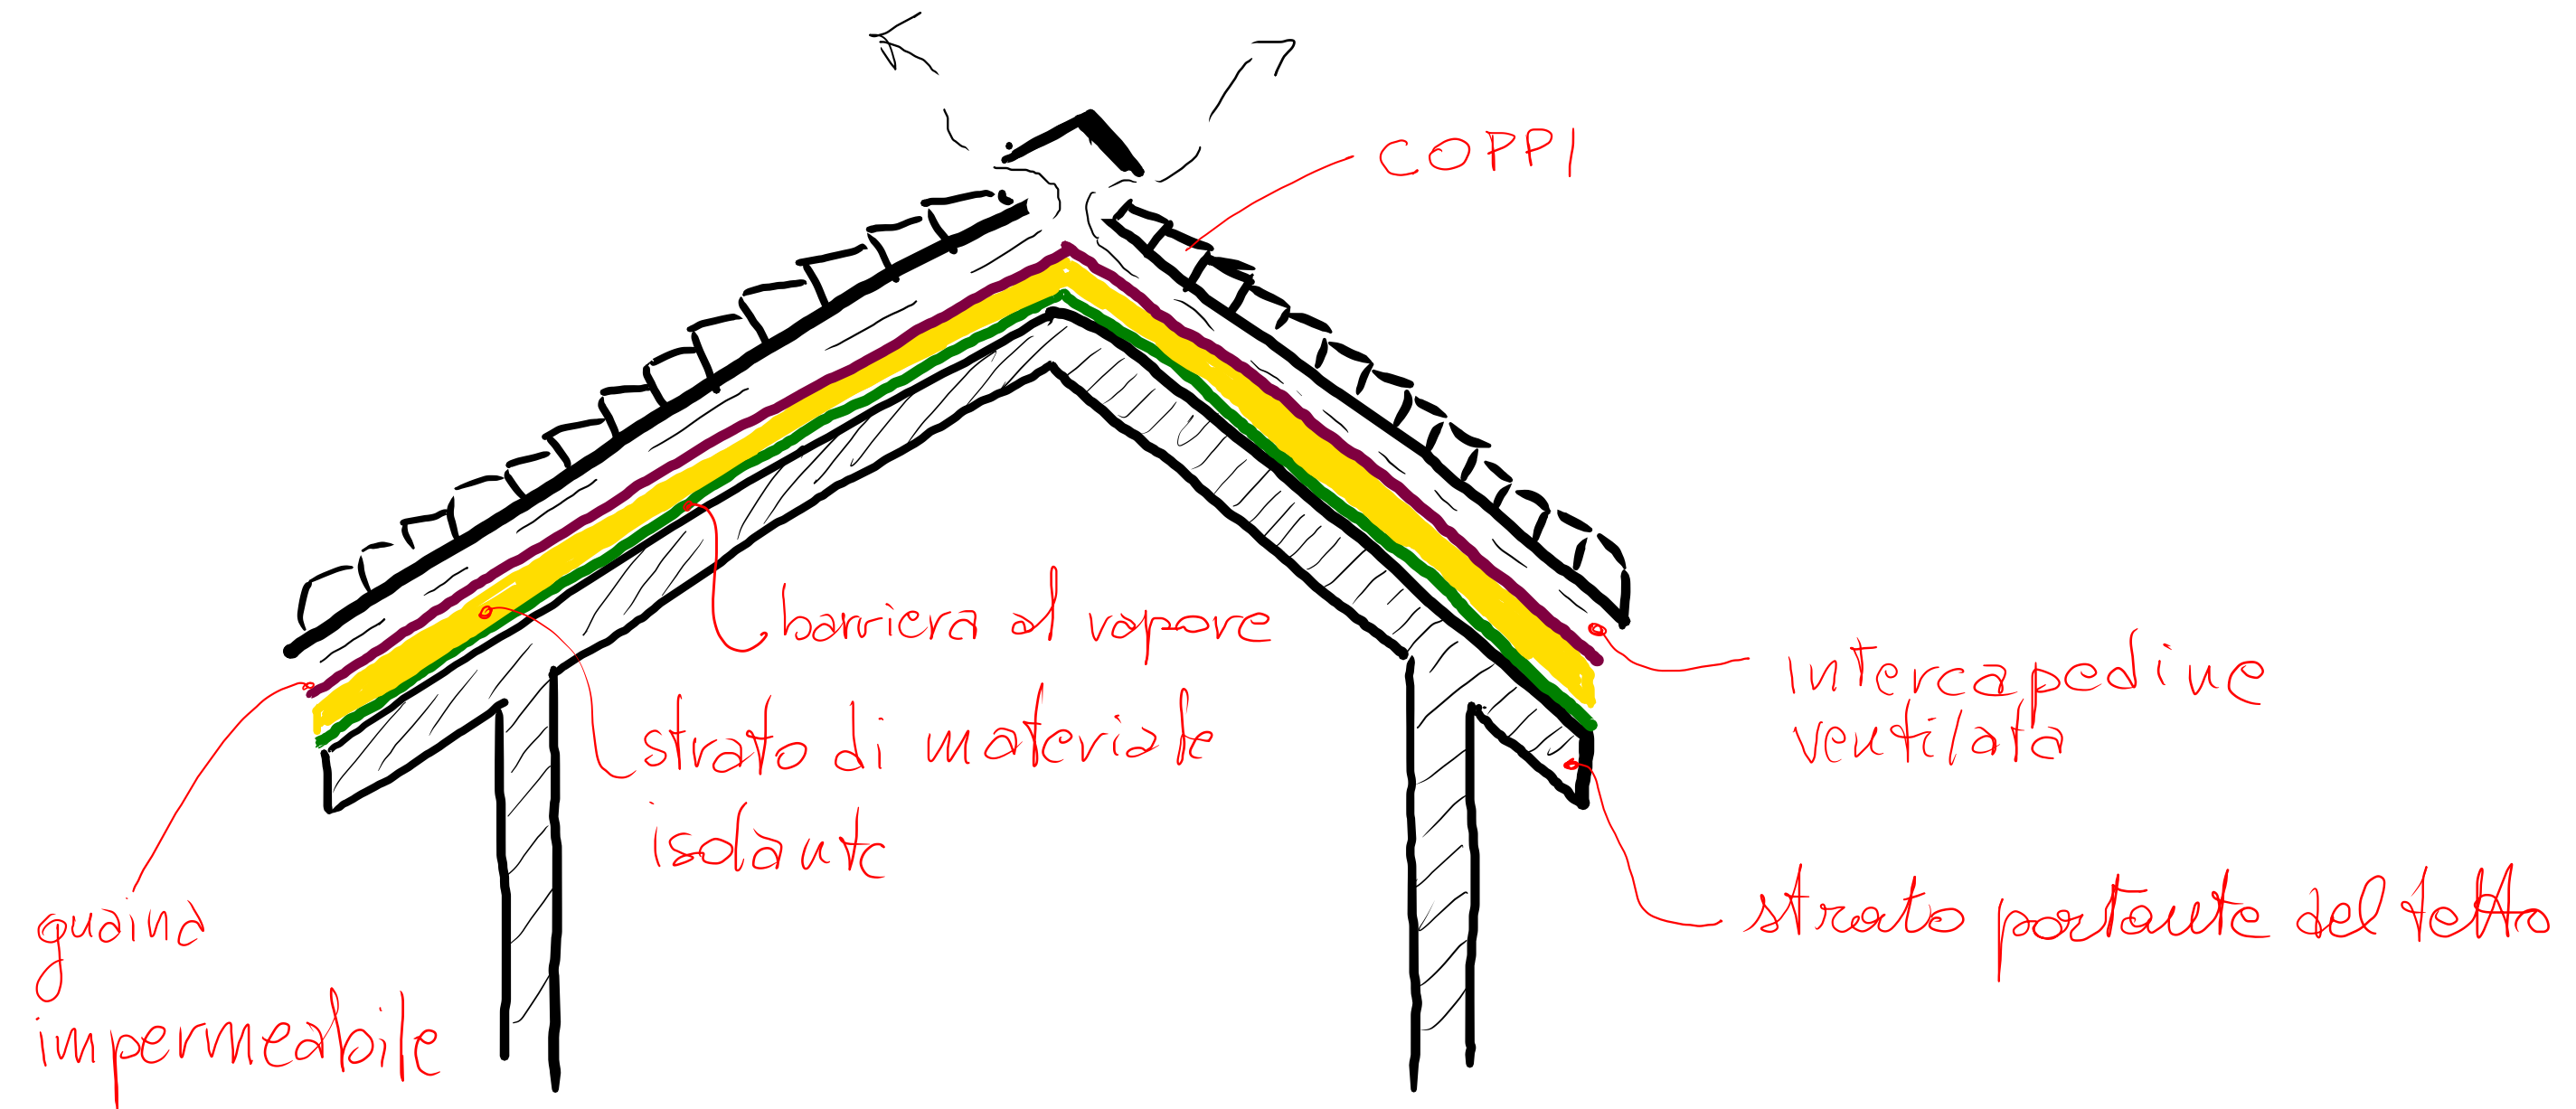 COPPI
barriera al vapore
strato di materiale
isolante
intercapedine
ventilata
strato portante del tetto
guaina
impermeabile